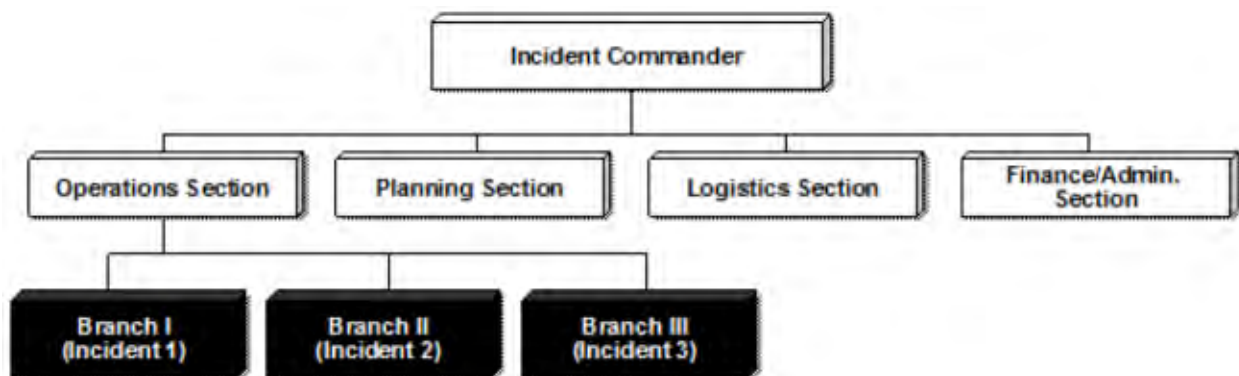 Incident Commander
Operations Section
Planning Section
Logistics Section
Finance/Admin.
Section
Branch I
(Incident 1)
Branch II
(Incident 2)
Branch III
(Incident 3)